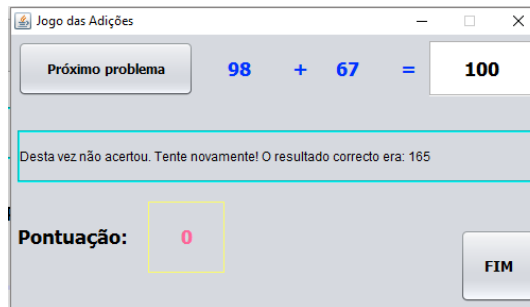 Jogo das Adições
Próximo problema 98 + 67 = 100
Desta vez não acertou. Tente novamente! O resultado correcto era: 165
Pontuação: 0
FIM